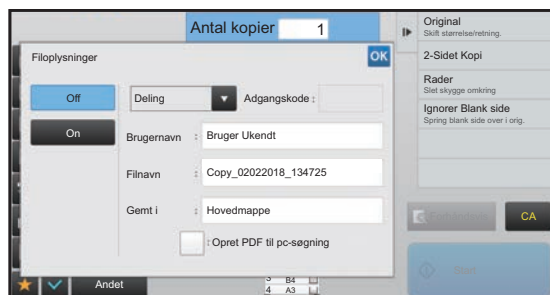 Antal kopier 1
Filoplysninger
OK
Off
On
Deling
Adgangskode :
Brugernavn : Bruger Ukendt
Filnavn : Copy_02022018_134725
Gemt i : Hovedmappe
: Opret PDF til pc-søgning
Original
Skift størrelse/retning.
2-Sidet Kopi
Rader
Slet skygge omkring
Ignorer Blank side
Spring blank side over i orig.
CA
Start
Andet
B4
4 A3